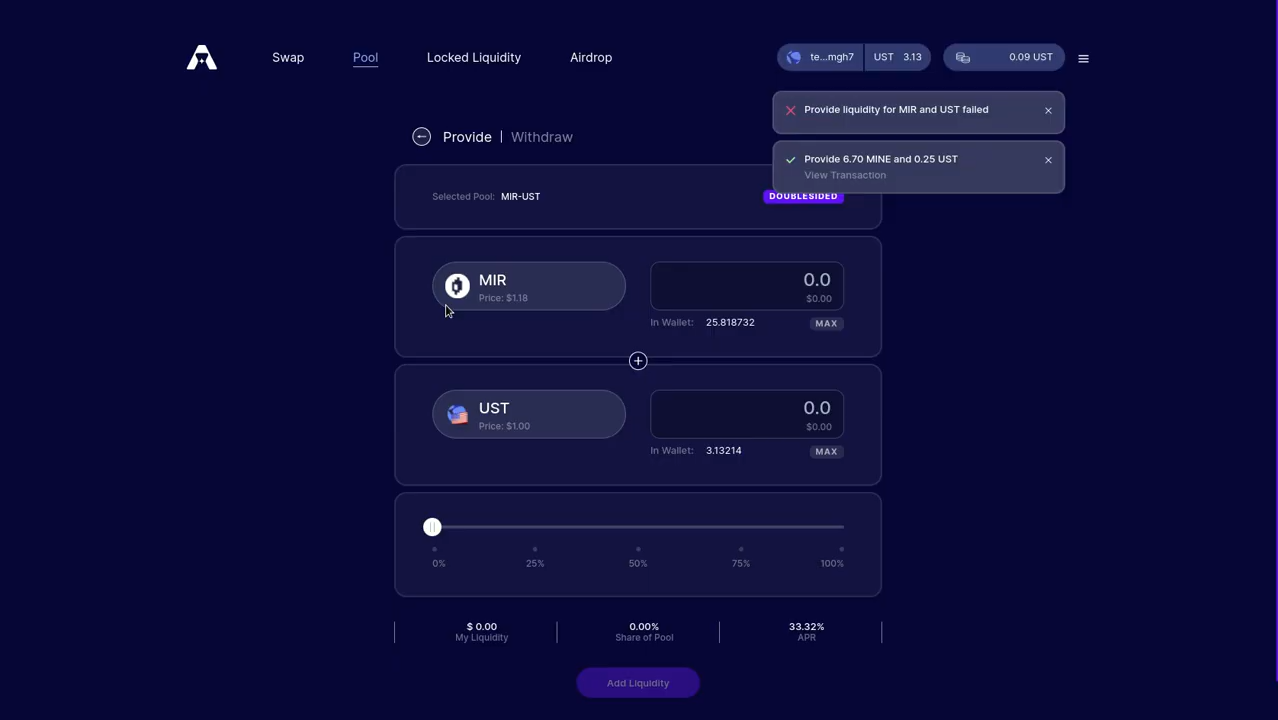 Swap
Pool
Locked Liquidity
Airdrop
te...mgh7
UST 3.13
0.09 UST
Provide liquidity for MIR and UST failed
Provide | Withdraw
Provide 6.70 MINE and 0.25 UST
View Transaction
Selected Pool: MIR-UST
DOUBLESIDED
MIR
Price: $1.18
0.0
$0.00
In Wallet: 25.818732
MAX
UST
Price: $1.00
0.0
$0.00
In Wallet: 3.13214
MAX
0% 25% 50% 75% 100%
$ 0.00
My Liquidity
0.00%
Share of Pool
33.32%
APR
Add Liquidity